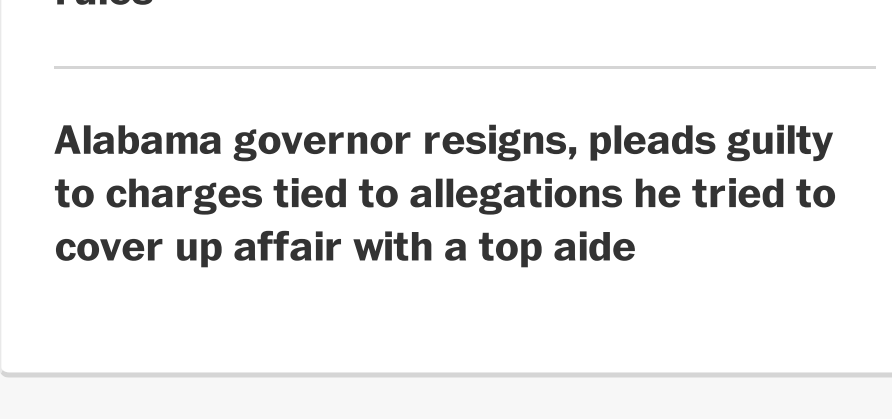 Alabama governor resigns, pleads guilty
to charges tied to allegations he tried to
cover up affair with a top aide